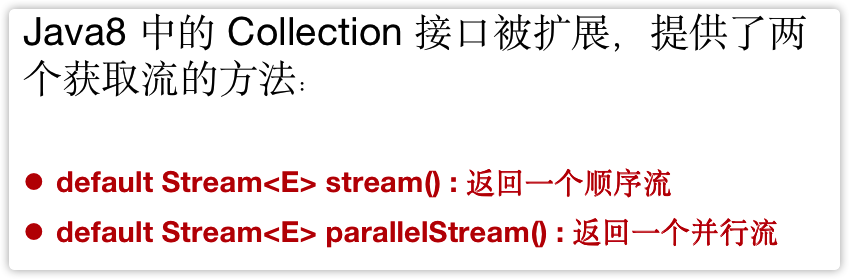 Java8 中的 Collection 接口被扩展，提供了两
个获取流的方法：
● default Stream<E> stream() : 返回一个顺序流
● default Stream<E> parallelStream() : 返回一个并行流